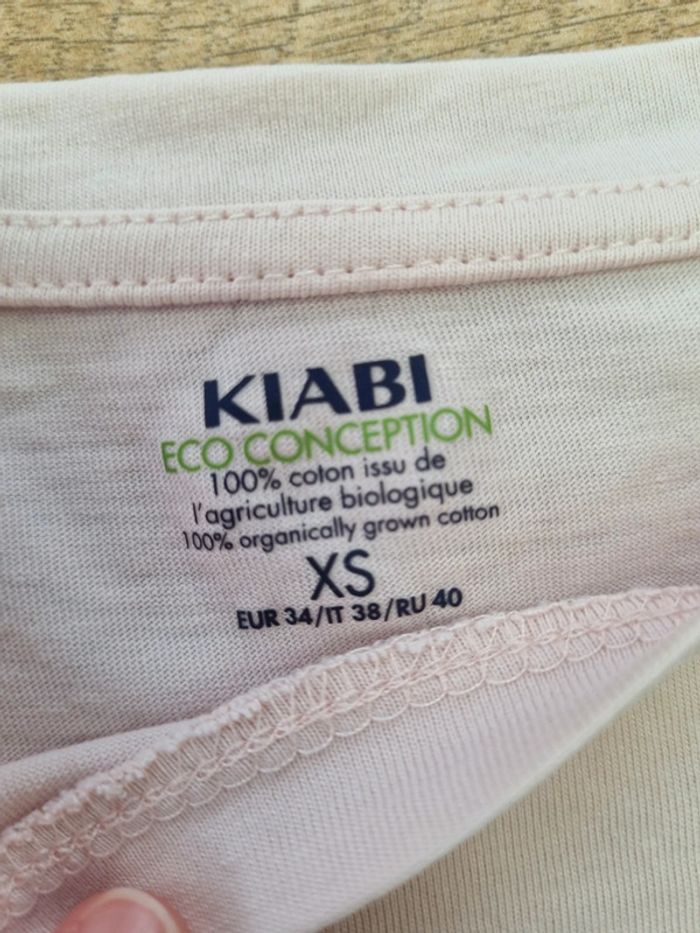 KIABI
ECO CONCEPTION
100% coton issu de
l'agriculture biologique
100% organically grown cotton
XS
EUR 34/IT 38/RU 40